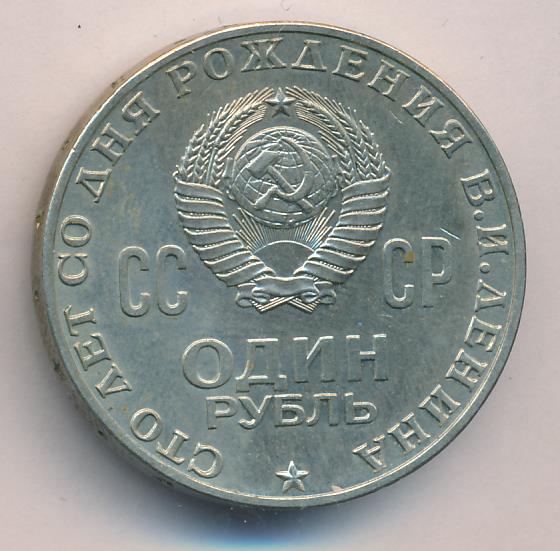 СТО ЛЕТ СО ДНЯ РОЖДЕНИЯ В.И.ЛЕНИНА
СС СР
ОДИН
РУБЛЬ